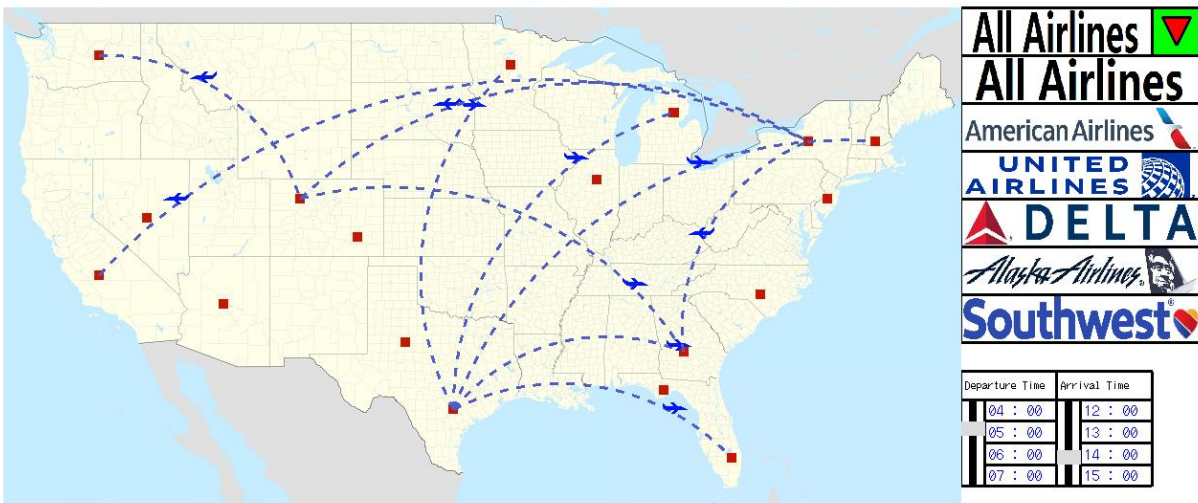 All Airlines
All Airlines
American Airlines
UNITED
AIRLINES
DELTA
Alaska Airlines
Southwest
Departure Time Arrival Time
04 : 00 12 : 00
05 : 00 13 : 00
06 : 00 14 : 00
07 : 00 15 : 00